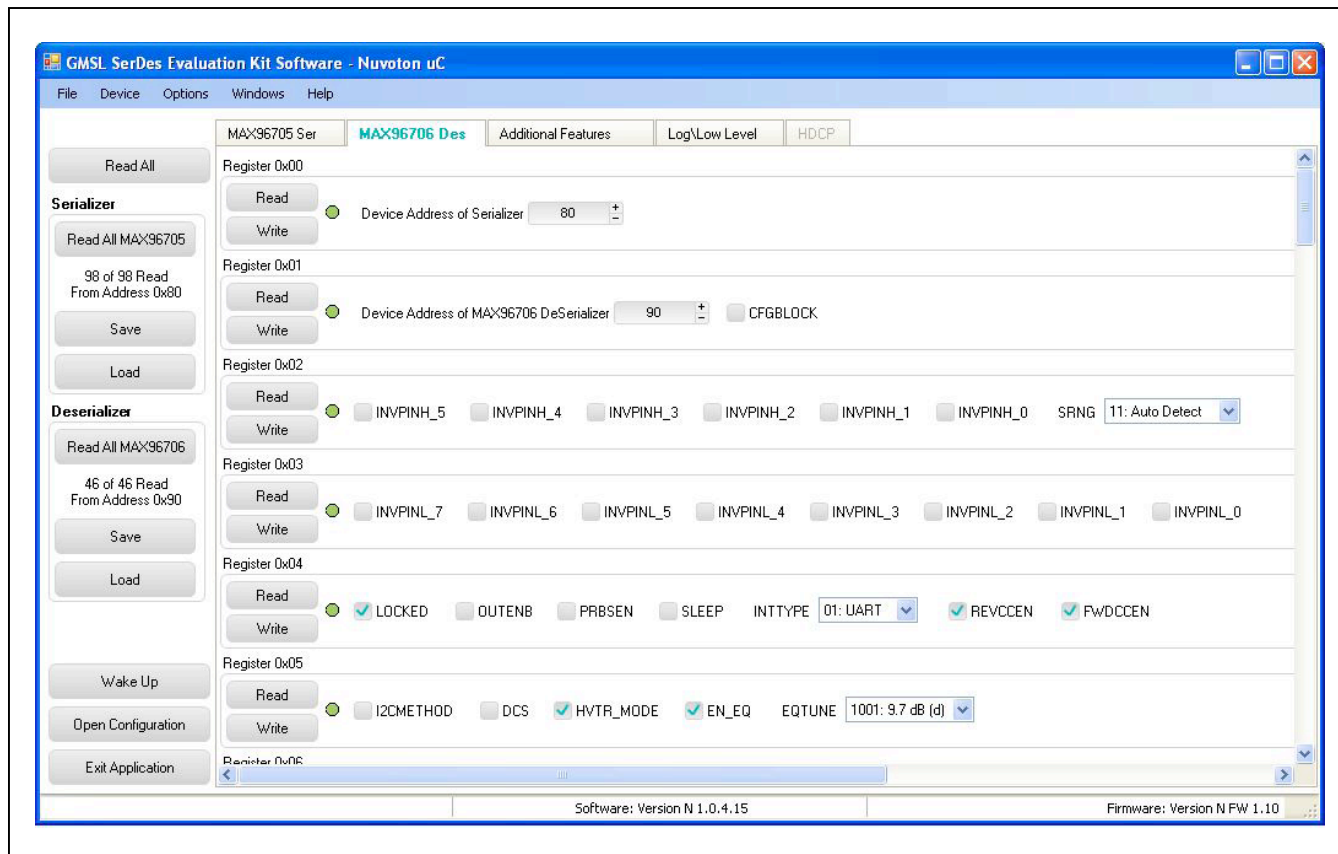 GMSL SerDes Evaluation Kit Software - Nuvoton uC
File Device Options Windows Help
MAX96705 Ser MAX96706 Des Additional Features Log\Low Level HDCP
Read All
Serializer
Read All MAX96705
98 of 98 Read
From Address 0x80
Save
Load
Deserializer
Read All MAX96706
46 of 46 Read
From Address 0x90
Save
Load
Wake Up
Open Configuration
Exit Application
Register 0x00
Read
Write
Device Address of Serializer 80 + -
Register 0x01
Read
Write
Device Address of MAX96706 DeSerializer 90 + - CFGBLOCK
Register 0x02
Read
Write
INVPINH_5 INVPINH_4 INVPINH_3 INVPINH_2 INVPINH_1 INVPINH_0 SRNG 11: Auto Detect
Register 0x03
Read
Write
INVPINL_7 INVPINL_6 INVPINL_5 INVPINL_4 INVPINL_3 INVPINL_2 INVPINL_1 INVPINL_0
Register 0x04
Read
Write
LOCKED OUTENB PRBSEN SLEEP INTTYPE 01: UART REVCCEN FWDCCEN
Register 0x05
Read
Write
I2CMETHOD DCS HVTR_MODE EN_EQ EQTUNE 1001: 9.7 dB (d)
Register 0x06
Software: Version N 1.0.4.15 Firmware: Version N FW 1.10